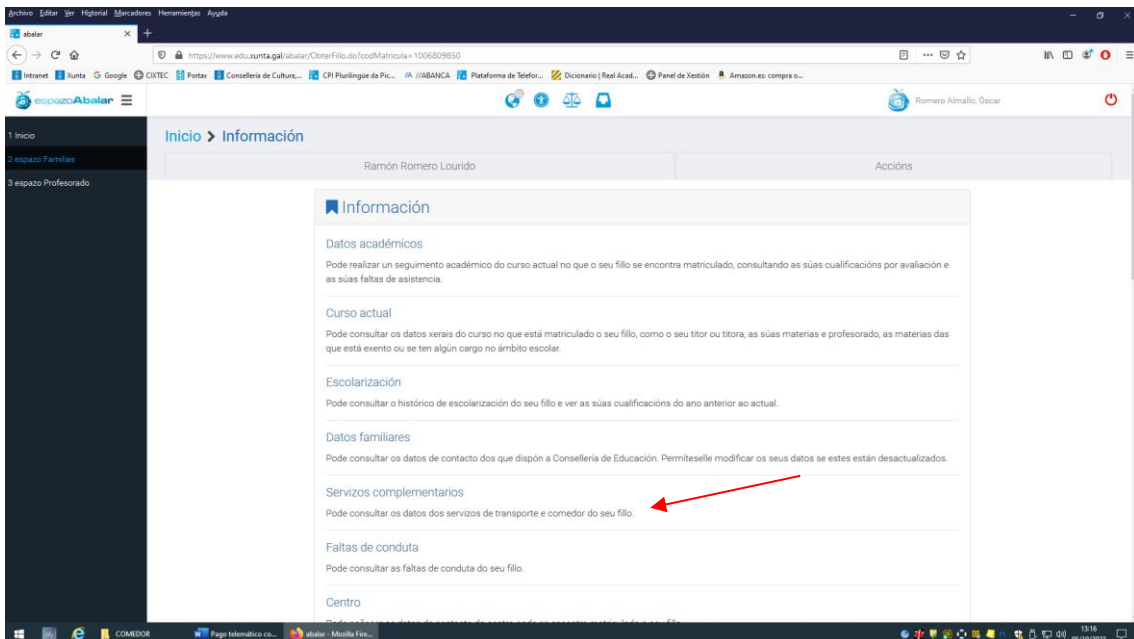 Archivo Editar Ver Historial Marcadores Herramientas Ayuda
abalar
https://www.edu.xunta.gal/abalar/ObterFillo.do?codMatricula=1006809850
Intranet Xunta Google CIXTEC Portax Consellería de Cultura,... CPI Plurilingüe da Pic... //ABANCA Plataforma de Telefor... Dicionario | Real Acad... Panel de Xestión Amazon.es: compra o...
espazoAbalar
Romero Almallo, Óscar
1 Inicio
2 espazo Familias
3 espazo Profesorado
Inicio > Información
Ramón Romero Lourido
Accións
Información
Datos académicos
Pode realizar un seguimento académico do curso actual no que o seu fillo se encontra matriculado, consultando as súas cualificacións por avaliación e
as súas faltas de asistencia.
Curso actual
Pode consultar os datos xerais do curso no que está matriculado o seu fillo, como o seu titor ou titora, as súas materias e profesorado, as materias das
que está exento ou se ten algún cargo no ámbito escolar.
Escolarización
Pode consultar o histórico de escolarización do seu fillo e ver as súas cualificacións do ano anterior ao actual.
Datos familiares
Pode consultar os datos de contacto dos que dispón a Consellería de Educación. Permíteselle modificar os seus datos se estes están desactualizados.
Servizos complementarios
Pode consultar os datos dos servizos de transporte e comedor do seu fillo.
Faltas de conduta
Pode consultar as faltas de conduta do seu fillo.
Centro
COMEDOR
Pago telemático co...
abalar - Mozilla Fire...
13:16